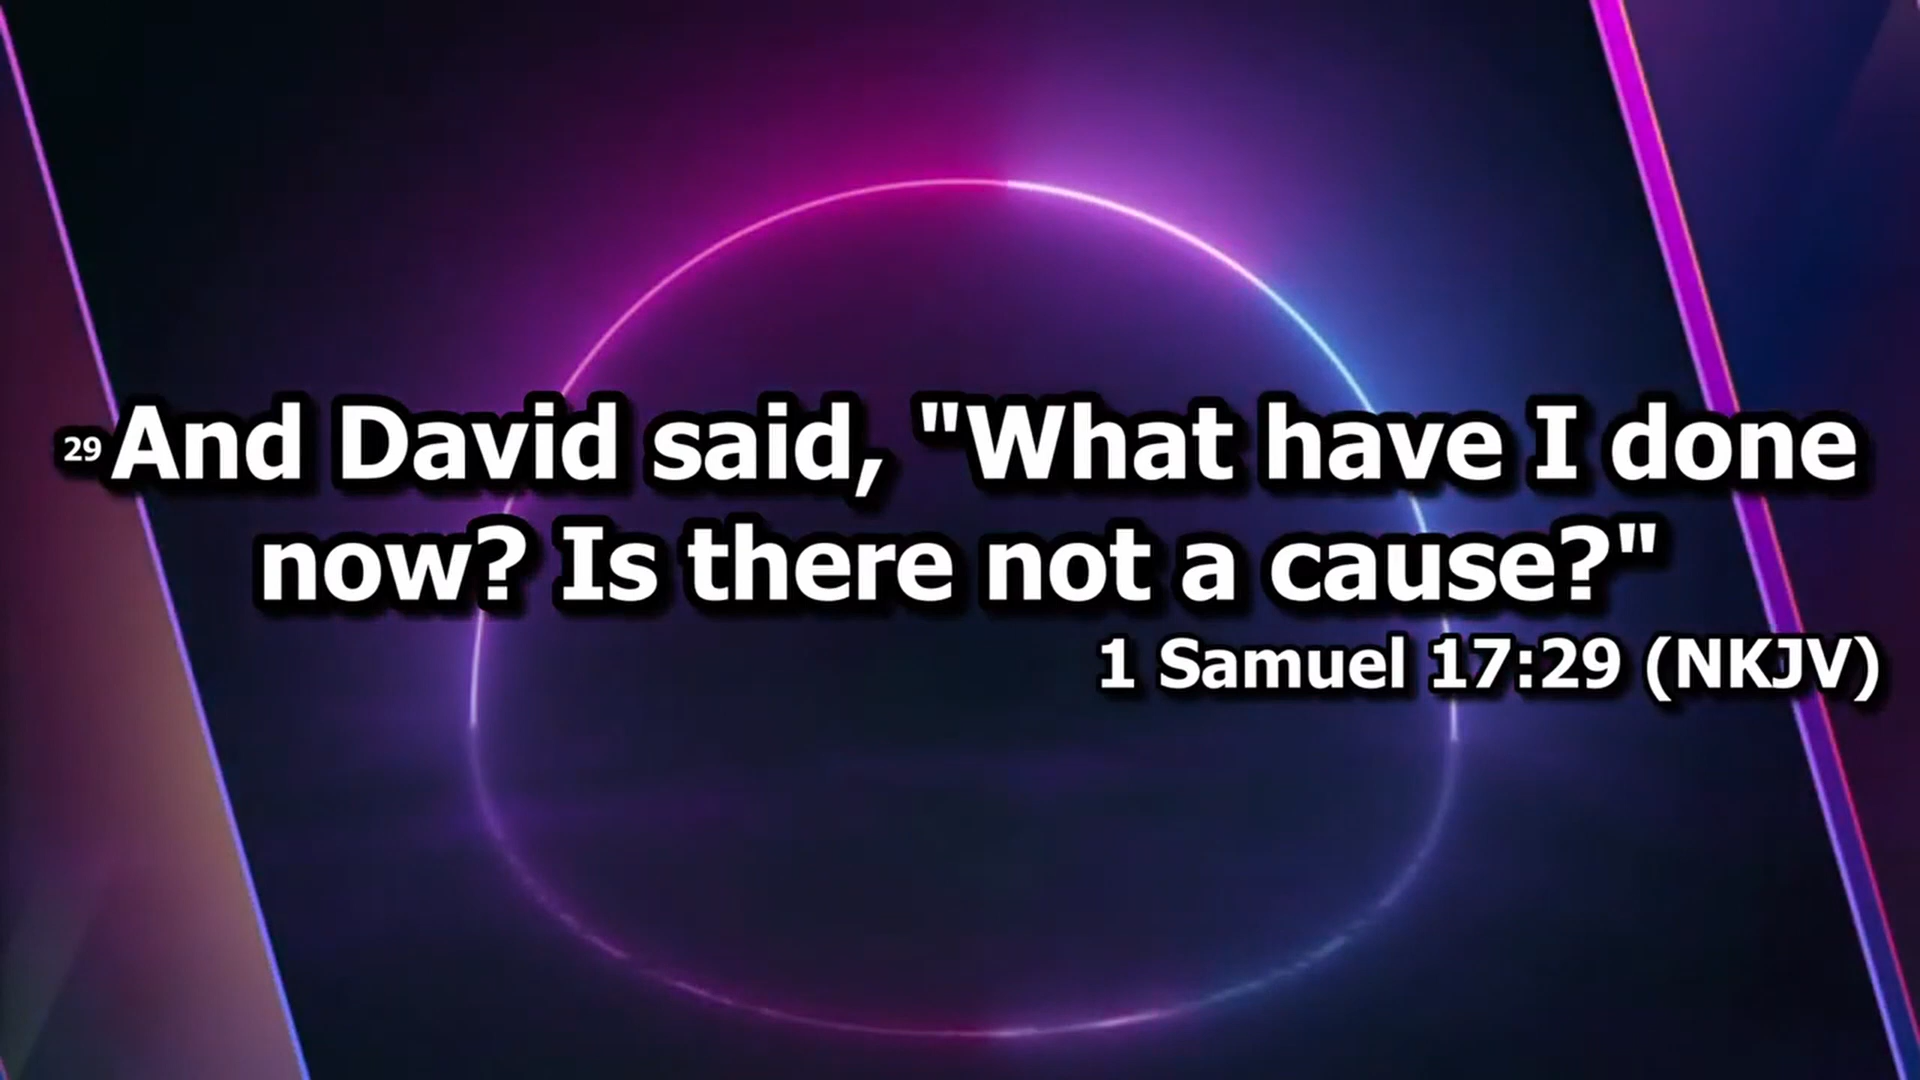 29 And David said, "What have I done
now? Is there not a cause?"
1 Samuel 17:29 (NKJV)